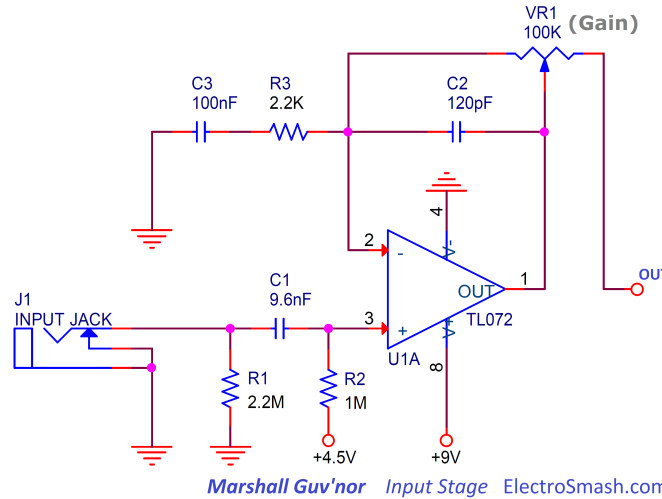 VR1
100K (Gain)
C3
100nF
R3
2.2K
C2
120pF
4
2
-
V-
OUT
1
OU
J1
INPUT JACK
C1
9.6nF
3
+
V+
TL072
U1A
8
R1
2.2M
R2
1M
+4.5V
+9V
Marshall Guv'nor Input Stage ElectroSmash.com